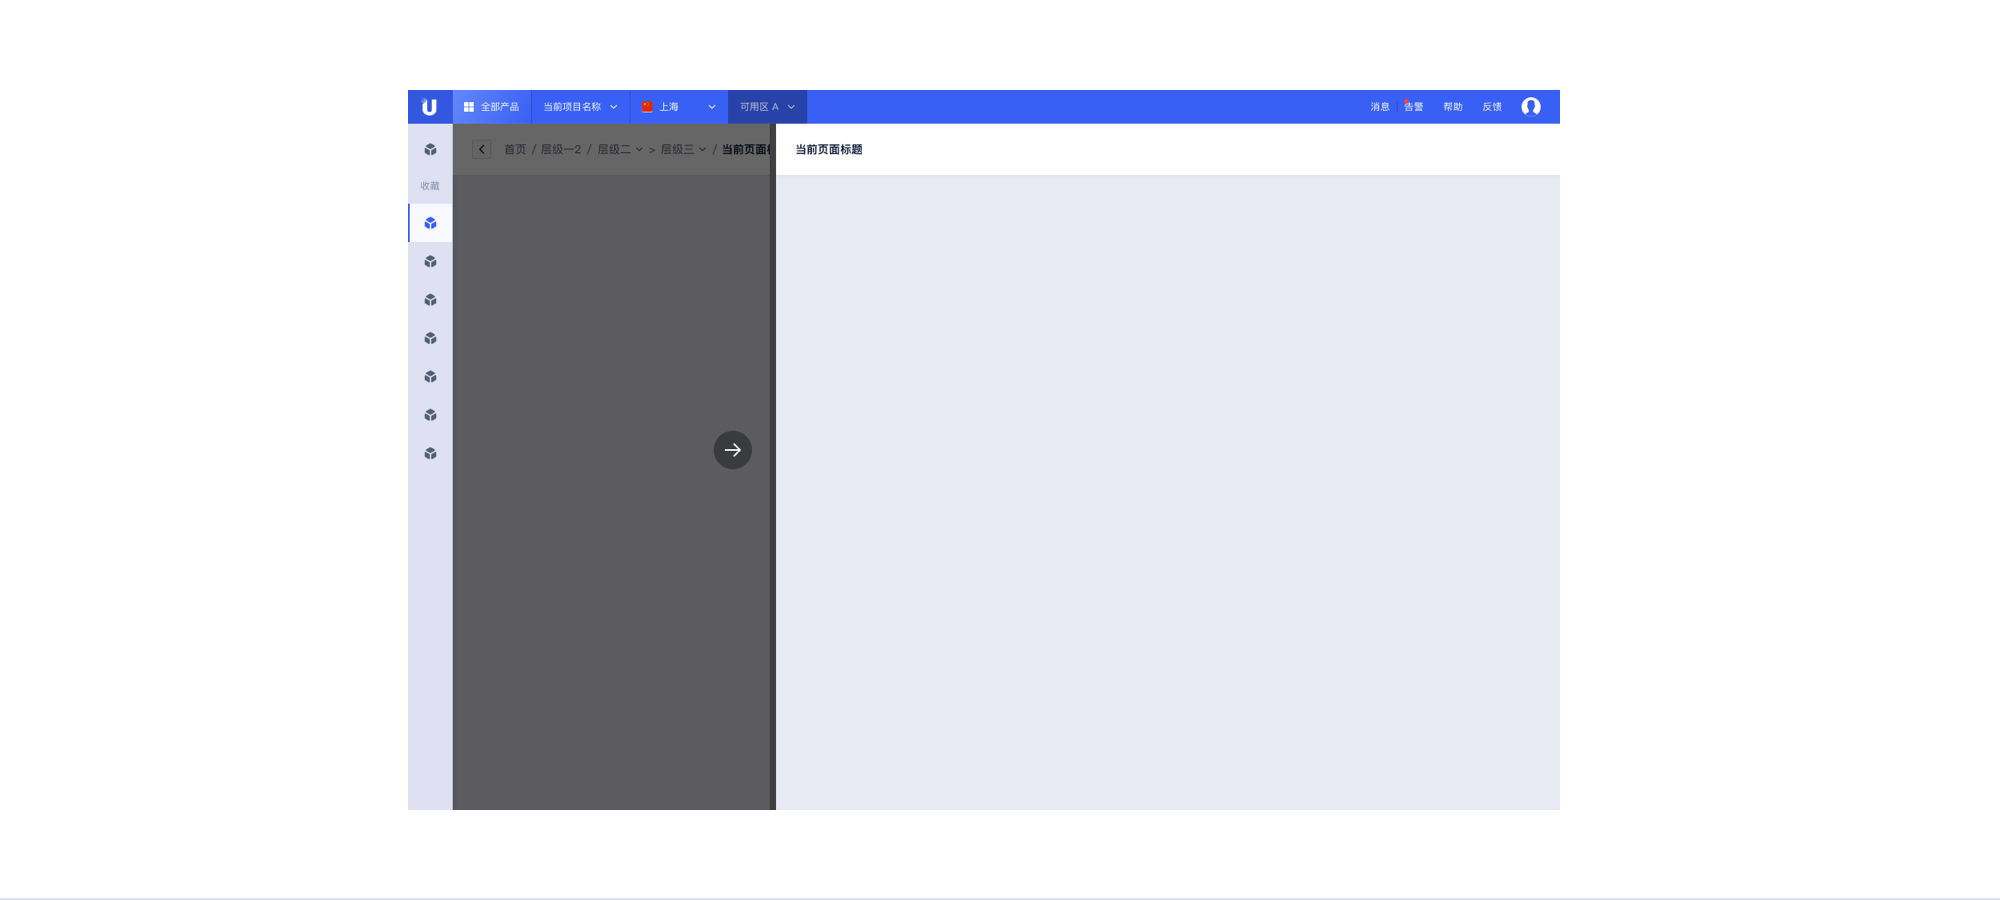 U 全部产品 当前项目名称 上海 可用区 A 消息 告警 帮助 反馈
首页 / 层级一2 / 层级二 > 层级三 / 当前页面 当前页面标题
收藏